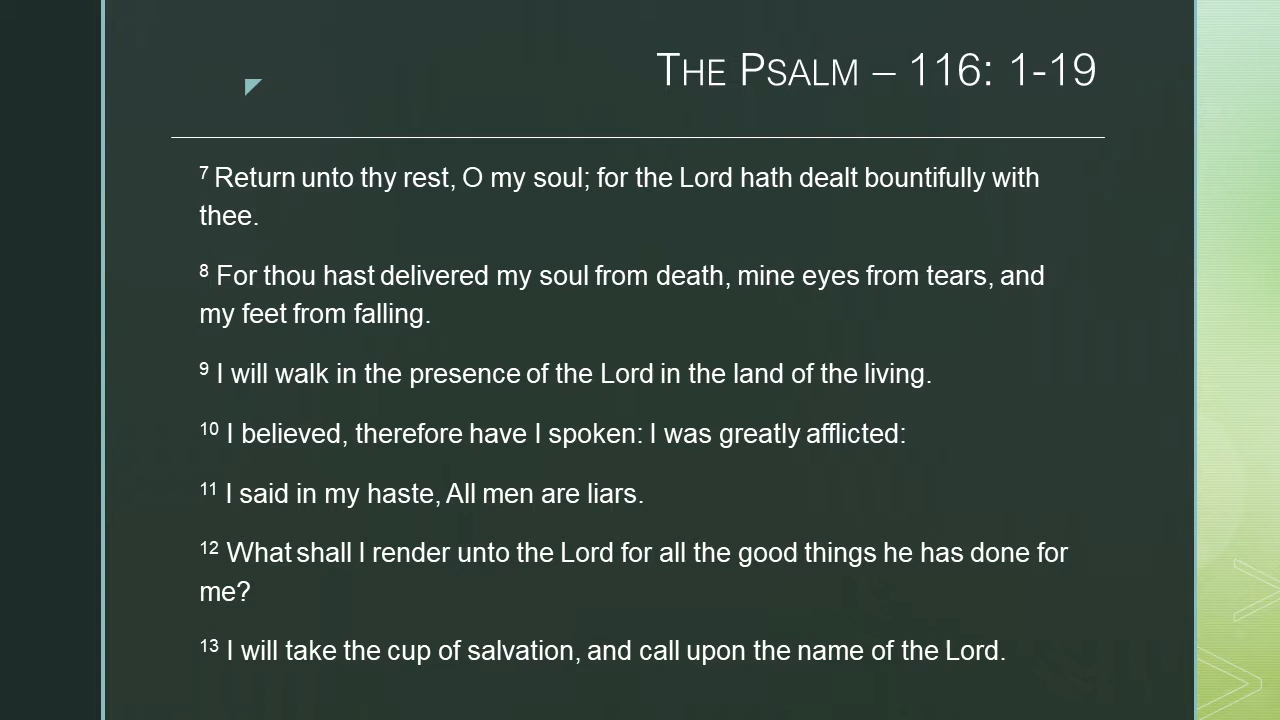 THE PSALM – 116: 1-19
7 Return unto thy rest, O my soul; for the Lord hath dealt bountifully with
thee.
8 For thou hast delivered my soul from death, mine eyes from tears, and
my feet from falling.
9 I will walk in the presence of the Lord in the land of the living.
10 I believed, therefore have I spoken: I was greatly afflicted:
11 I said in my haste, All men are liars.
12 What shall I render unto the Lord for all the good things he has done for
me?
13 I will take the cup of salvation, and call upon the name of the Lord.